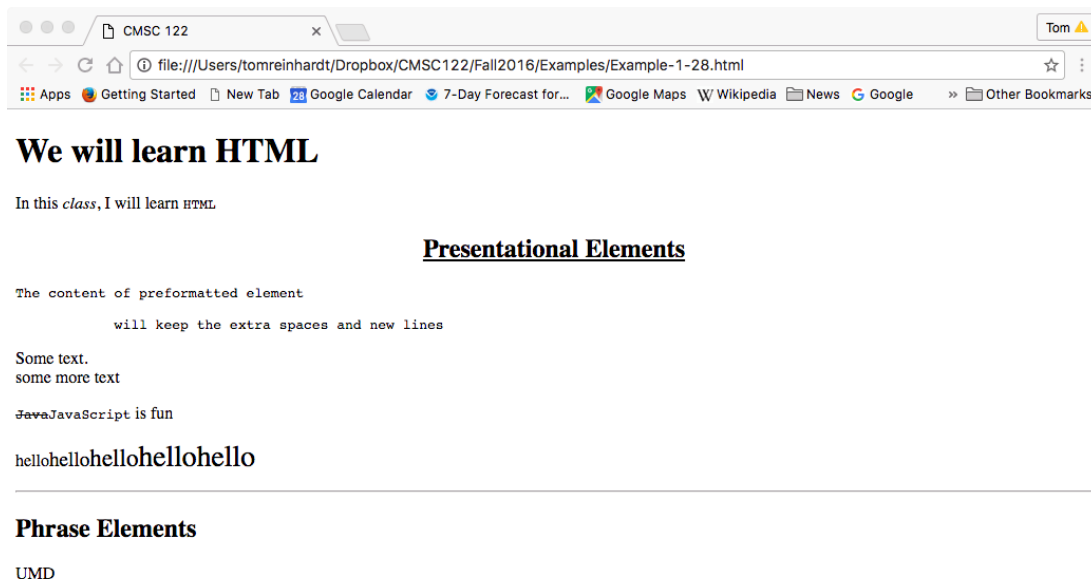 CMSC 122
Tom
file:///Users/tomreinhardt/Dropbox/CMSC122/Fall2016/Examples/Example-1-28.html
Apps Getting Started New Tab 28 Google Calendar 7-Day Forecast for... Google Maps W Wikipedia News G Google » Other Bookmarks
We will learn HTML
In this class, I will learn HTML
Presentational Elements
The content of preformatted element
will keep the extra spaces and new lines
Some text.
some more text
JavaJavaScript is fun
hellohellohellohellohello
Phrase Elements
UMD